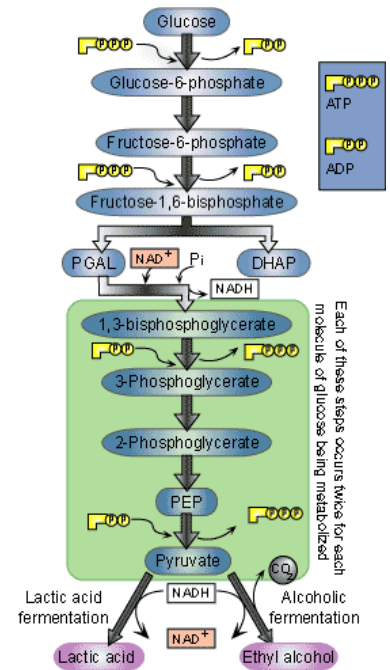 Glucose
P P P
P P
Glucose-6-phosphate
P P P
ATP
P P
ADP
Fructose-6-phosphate
P P P
P P
Fructose-1,6-bisphosphate
PGAL
NAD+
Pi
DHAP
NADH
1,3-bisphosphoglycerate
P P
P P P
3-Phosphoglycerate
2-Phosphoglycerate
PEP
P P
P P P
Pyruvate
Each of these steps occurs twice for each
molecule of glucose being metabolized
CO2
Lactic acid
fermentation
NADH
Alcoholic
fermentation
NAD+
Lactic acid
Ethyl alcohol